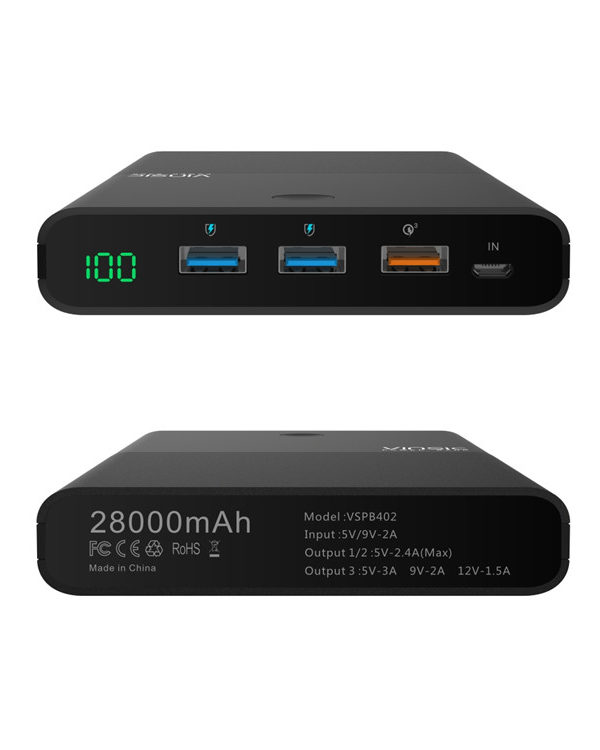 100
3
IN
28000mAh
FC CE RoHS
Made in China
Model:VSPB402
Input:5V/9V-2A
Output 1/2:5V-2.4A(Max)
Output 3:5V-3A 9V-2A 12V-1.5A